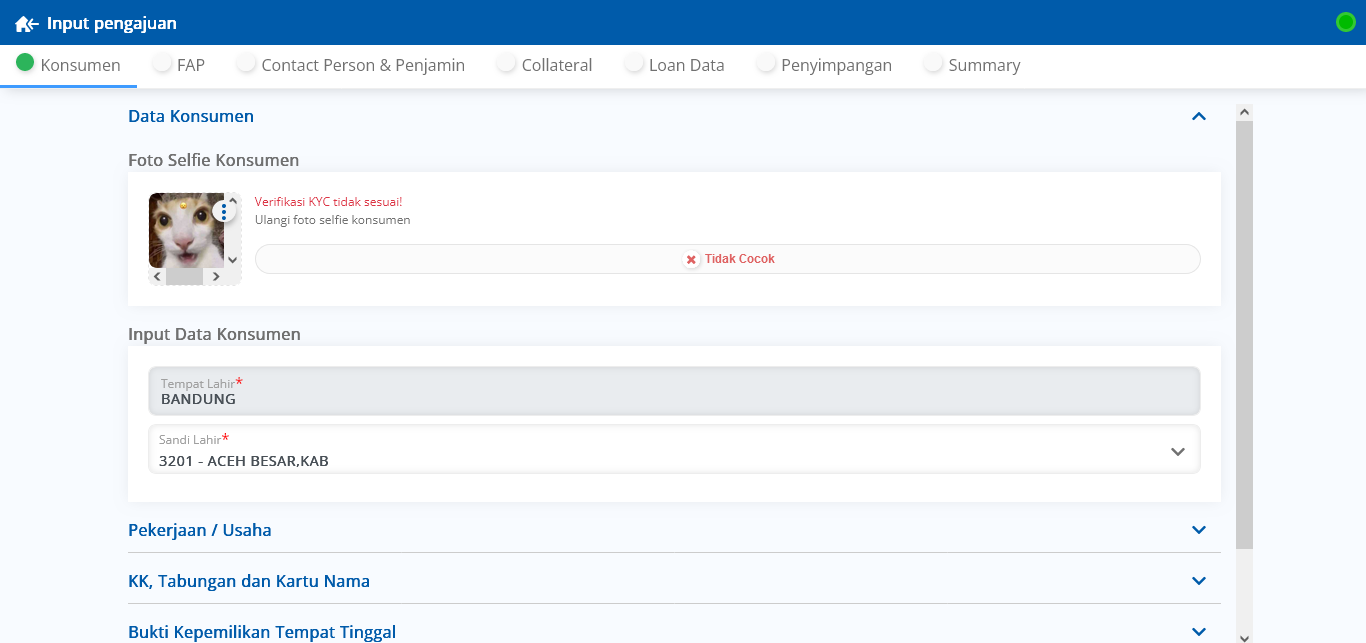 Input pengajuan
Konsumen FAP Contact Person & Penjamin Collateral Loan Data Penyimpangan Summary
Data Konsumen
Foto Selfie Konsumen
Verifikasi KYC tidak sesuai!
Ulangi foto selfie konsumen
Tidak Cocok
Input Data Konsumen
Tempat Lahir*
BANDUNG
Sandi Lahir*
3201 - ACEH BESAR,KAB
Pekerjaan / Usaha
KK, Tabungan dan Kartu Nama
Bukti Kepemilikan Tempat Tinggal